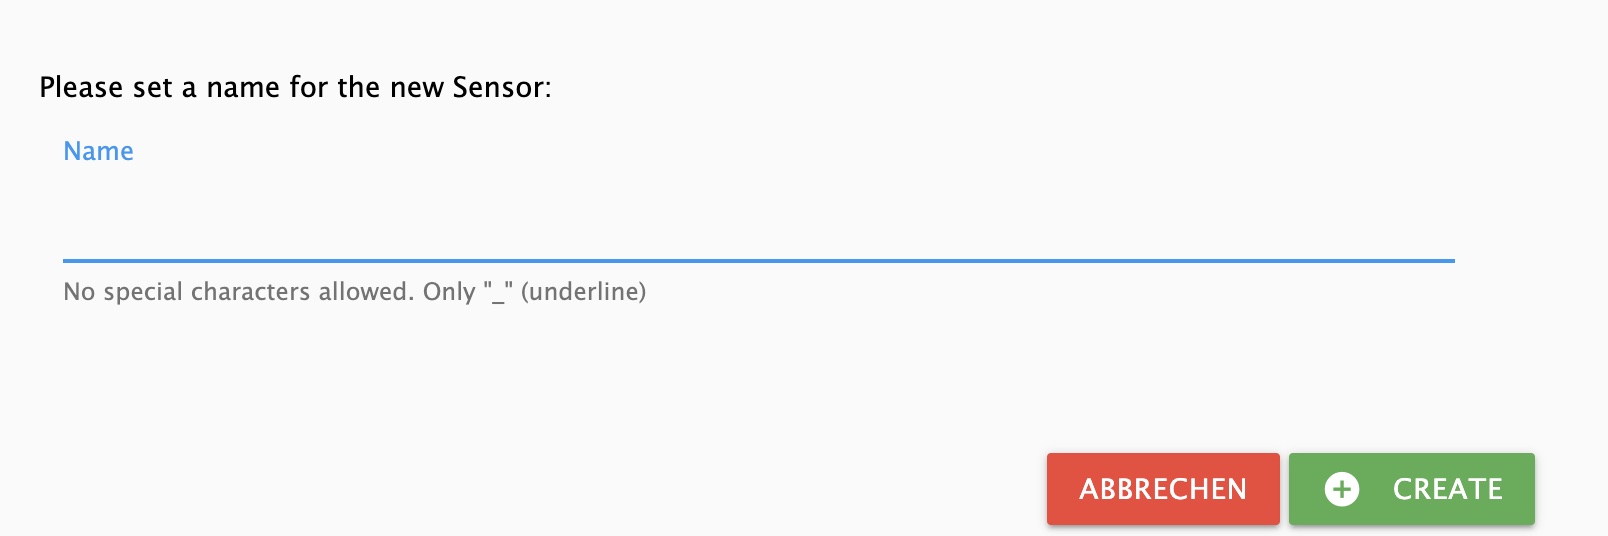 Please set a name for the new Sensor:
Name
No special characters allowed. Only "_" (underline)
ABBRECHEN
CREATE